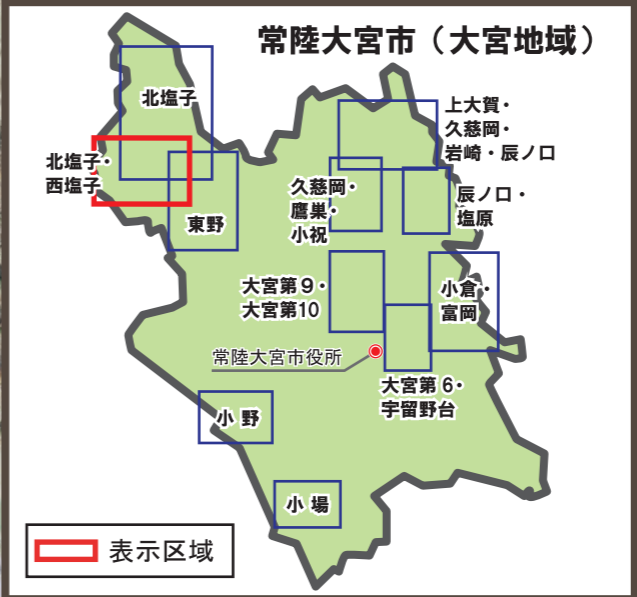 常陸大宮市（大宮地域）
北塩子
上大賀・
久慈岡・
岩崎・辰ノ口
北塩子・
西塩子
東野
久慈岡・
鷹巣・
小祝
辰ノ口・
塩原
大宮第９・
大宮第10
小倉・
富岡
常陸大宮市役所
大宮第６・
宇留野台
小野
小場
表示区域